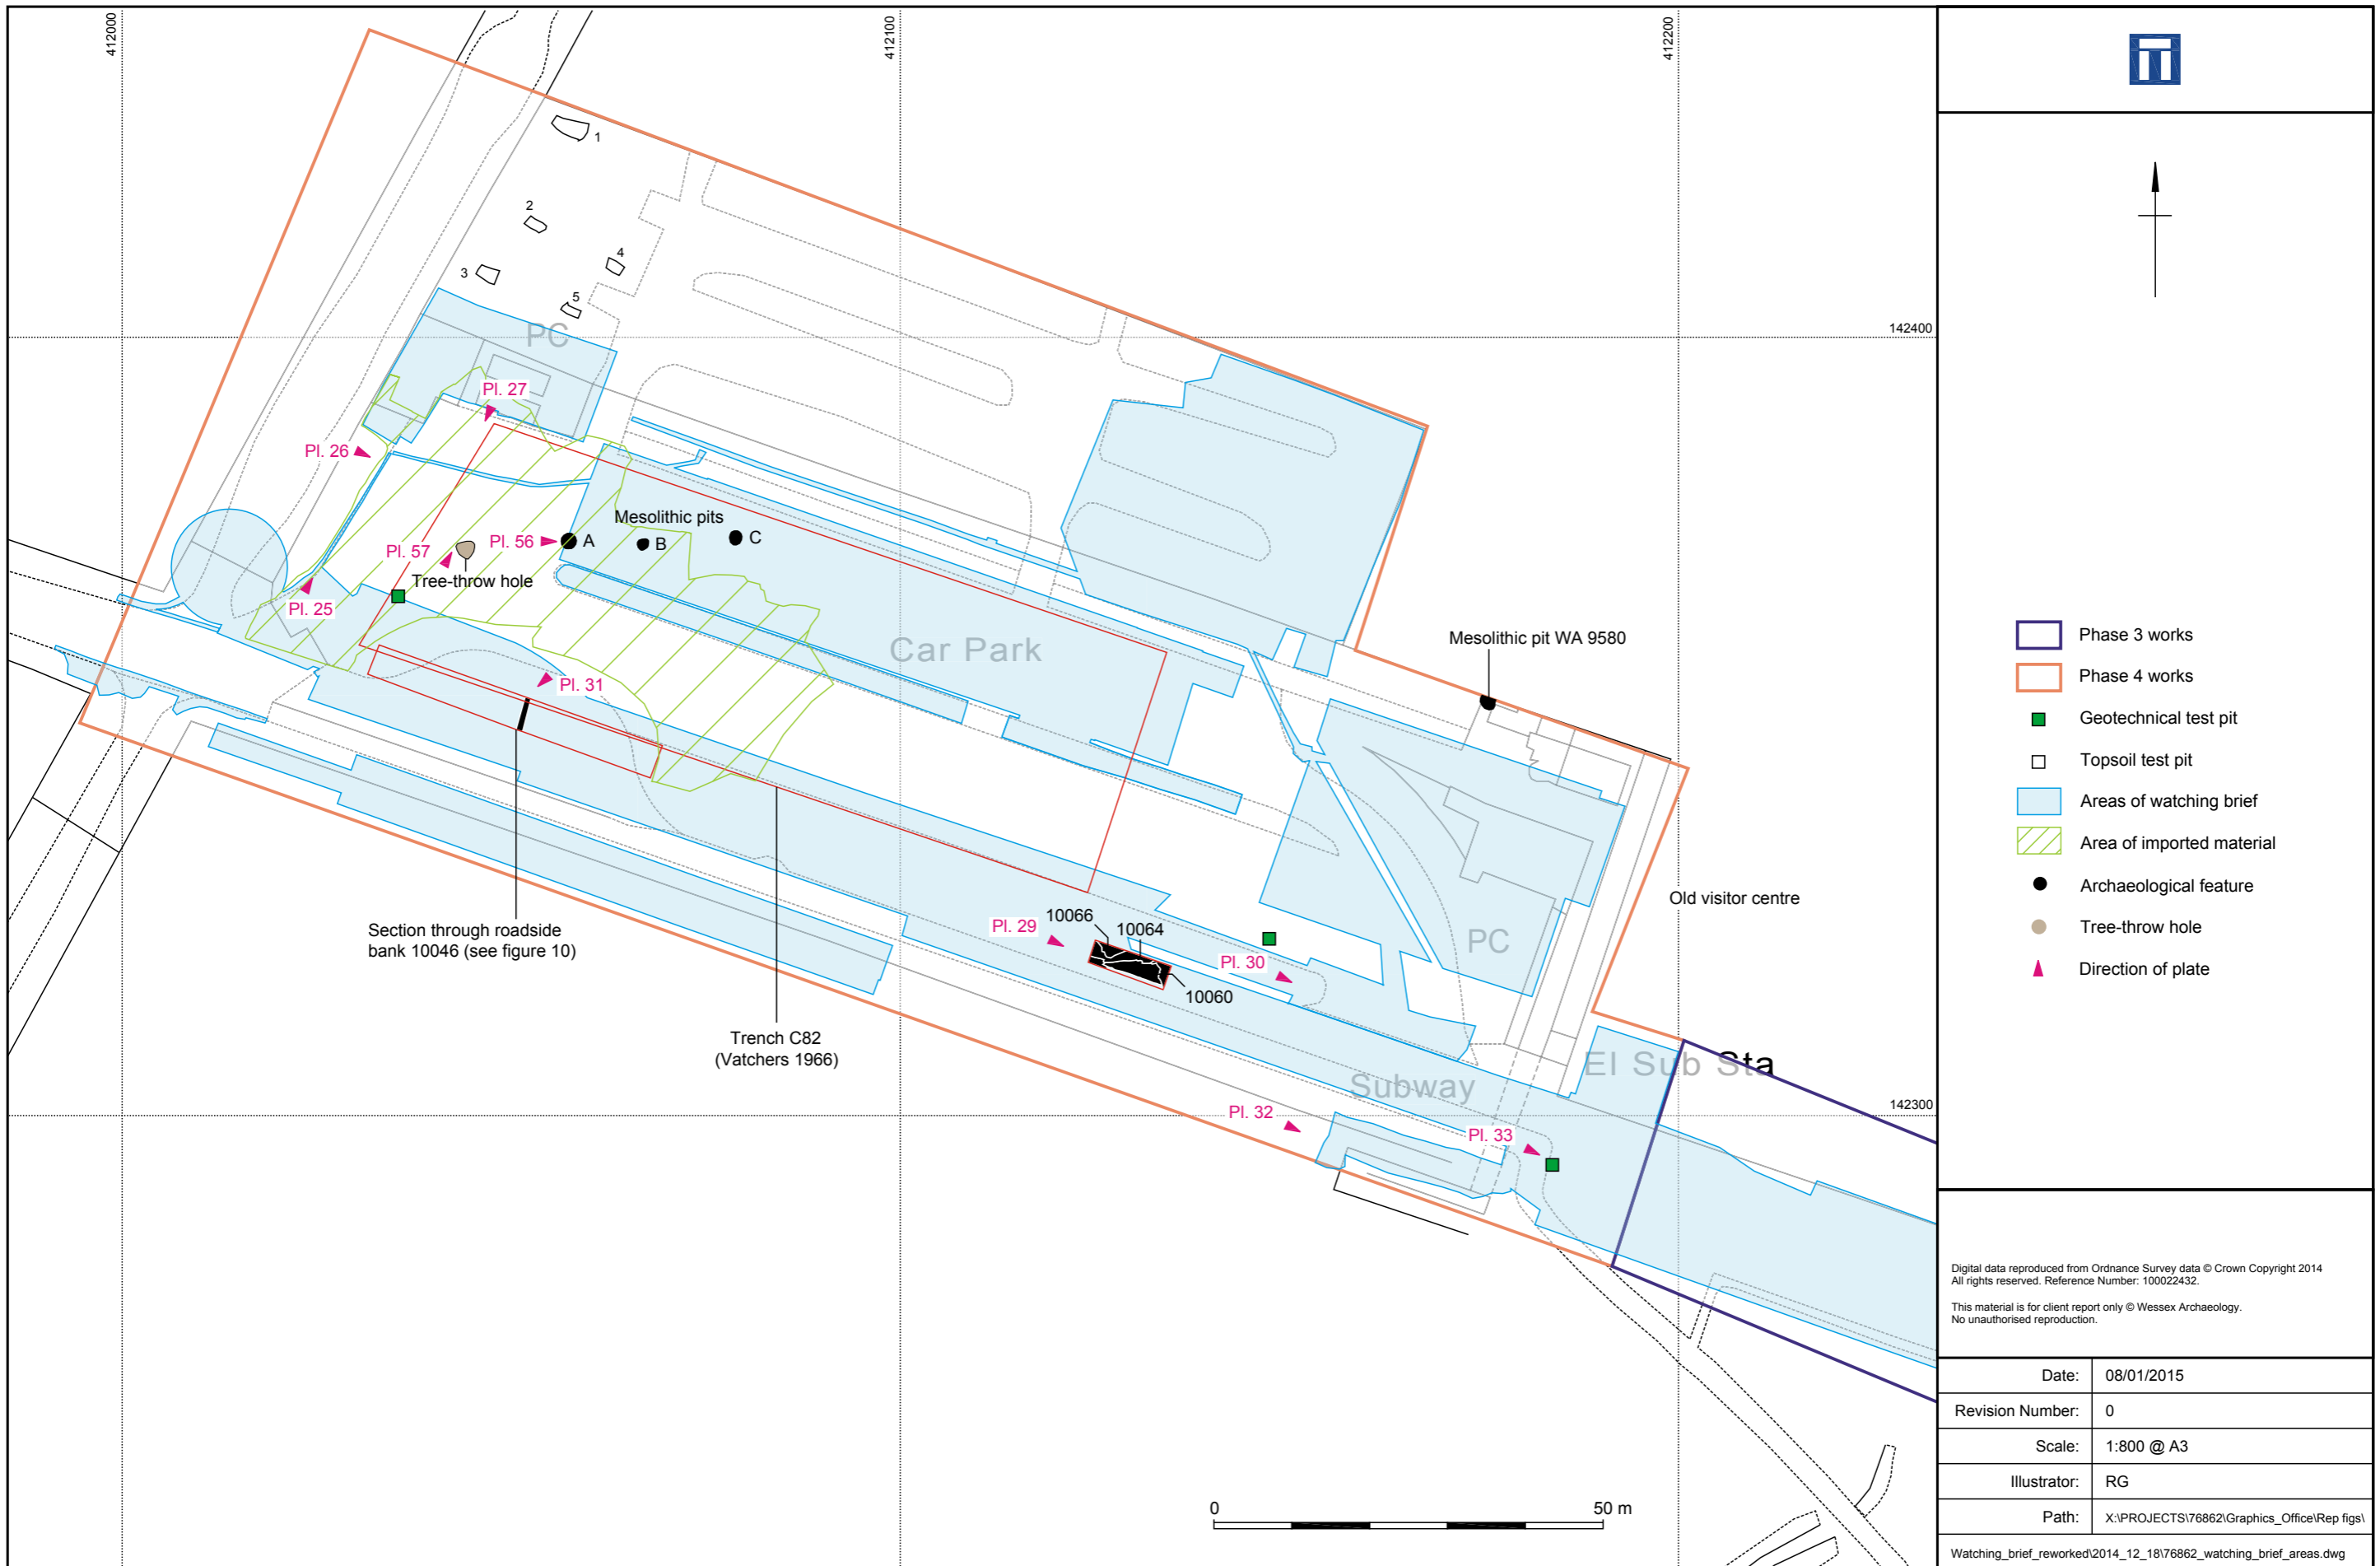 412000
412100
412200
1
2
4
3
5
142400
PC
Pl. 27
Pl. 26
Mesolithic pits
Pl. 57
Pl. 56
A
B
C
Tree-throw hole
Pl. 25
Car Park
Mesolithic pit WA 9580
Pl. 31
Old visitor centre
Section through roadside
bank 10046 (see figure 10)
Pl. 29
10066
10064
PC
Pl. 30
10060
Trench C82
(Vatchers 1966)
El Sub Sta
Subway
142300
Pl. 32
Pl. 33
0
50 m
Phase 3 works
Phase 4 works
Geotechnical test pit
Topsoil test pit
Areas of watching brief
Area of imported material
Archaeological feature
Tree-throw hole
Direction of plate
Digital data reproduced from Ordnance Survey data © Crown Copyright 2014
All rights reserved. Reference Number: 100022432.
This material is for client report only © Wessex Archaeology.
No unauthorised reproduction.
Date: 08/01/2015
Revision Number: 0
Scale: 1:800 @ A3
Illustrator: RG
Path: X:\PROJECTS\76862\Graphics_Office\Rep figs\
Watching_brief_reworked\2014_12_18\76862_watching_brief_areas.dwg